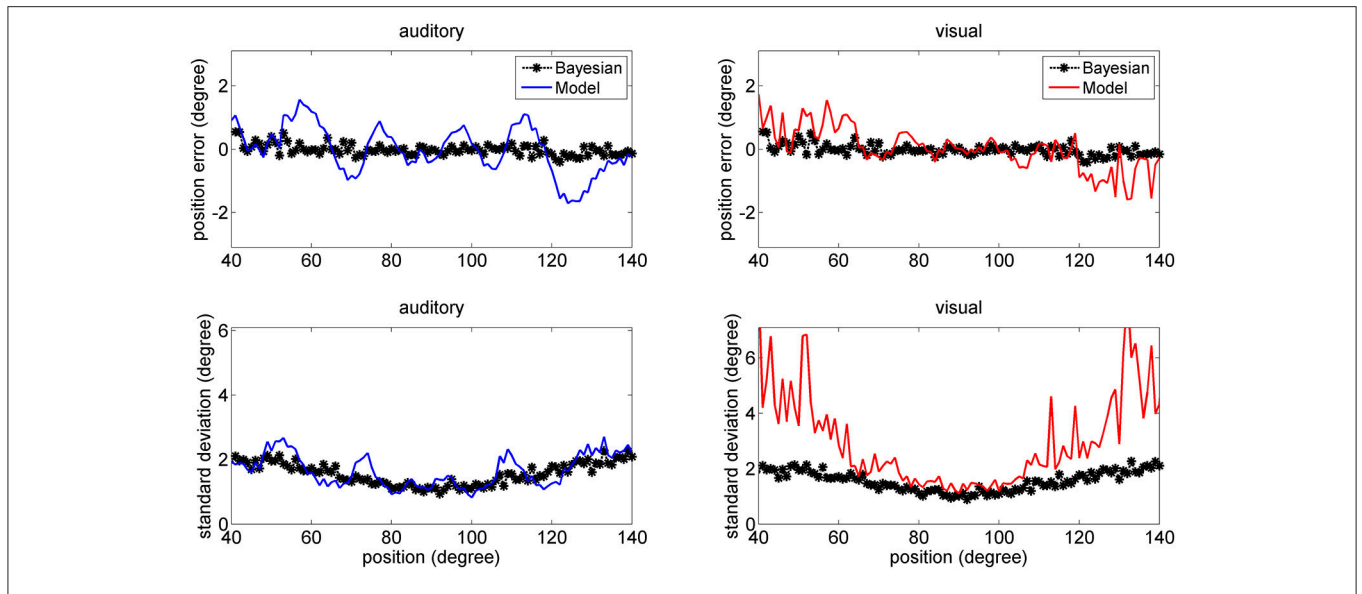 auditory
position error (degree)
2
0
-2
40 60 80 100 120 140
Bayesian
Model
visual
position error (degree)
2
0
-2
40 60 80 100 120 140
Bayesian
Model
auditory
standard deviation (degree)
6
4
2
0
40 60 80 100 120 140
position (degree)
visual
standard deviation (degree)
6
4
2
0
40 60 80 100 120 140
position (degree)